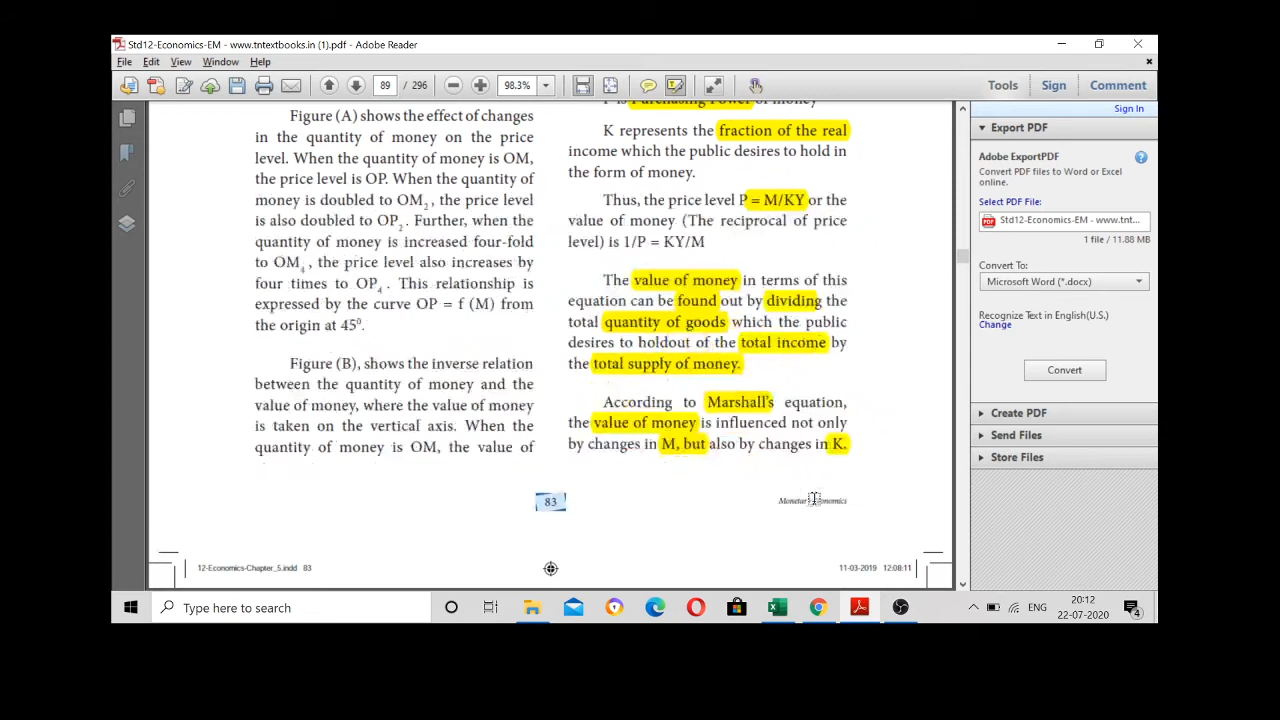 Std12-Economics-EM - www.tntextbooks.in (1).pdf - Adobe Reader
File Edit View Window Help
89 / 296 98.3% Tools Sign Comment
Sign In
Figure (A) shows the effect of changes
in the quantity of money on the price
level. When the quantity of money is OM,
the price level is OP. When the quantity of
money is doubled to OM2, the price level
is also doubled to OP2. Further, when the
quantity of money is increased four-fold
to OM4, the price level also increases by
four times to OP4. This relationship is
expressed by the curve OP = f (M) from
the origin at 45⁰.
Figure (B), shows the inverse relation
between the quantity of money and the
value of money, where the value of money
is taken on the vertical axis. When the
quantity of money is OM, the value of
P is Purchasing Power of money
K represents the fraction of the real
income which the public desires to hold in
the form of money.
Thus, the price level P = M/KY or the
value of money (The reciprocal of price
level) is 1/P = KY/M
The value of money in terms of this
equation can be found out by dividing the
total quantity of goods which the public
desires to holdout of the total income by
the total supply of money.
According to Marshall's equation,
the value of money is influenced not only
by changes in M, but also by changes in K.
83
12-Economics-Chapter_5.indd 83
11-03-2019 12:08:11
Export PDF
Adobe ExportPDF
Convert PDF files to Word or Excel
online.
Select PDF File:
Std12-Economics-EM - www.tnt...
1 file / 11.88 MB
Convert To:
Microsoft Word (*.docx)
Recognize Text in English(U.S.)
Change
Convert
Create PDF
Send Files
Store Files
Type here to search
ENG
20:12
22-07-2020
4